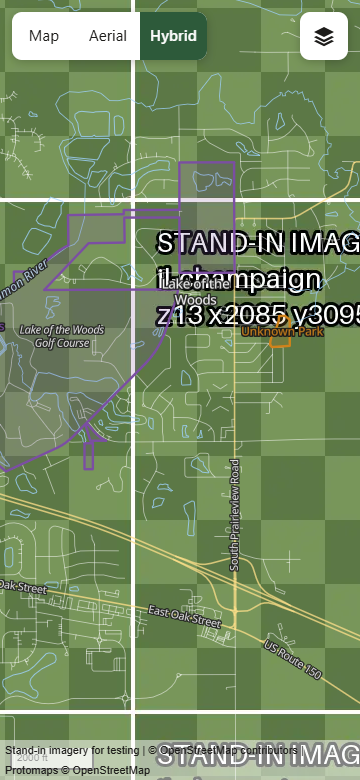 Map Aerial Hybrid
STAND-IN IMAG
il champaign
Lake of the
Woods
z13 x2085 y3095
Unknown Park
Lake of the Woods
Golf Course
South Prairieview Road
Oak Street
East Oak Street
US Route 150
STAND-IN IMAG
2000 ft
Stand-in imagery for testing | © OpenStreetMap contributors
Protomaps © OpenStreetMap